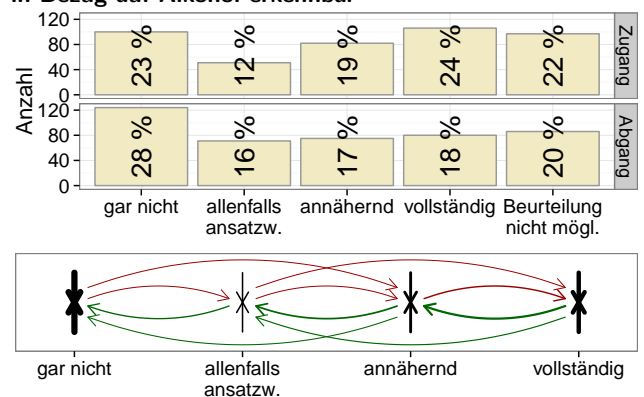 in Bezug auf Alkohol erkennbar
120
80
40
0
23 %
12 %
19 %
24 %
22 %
Zugang
Anzahl
120
80
40
0
28 %
16 %
17 %
18 %
20 %
Abgang
gar nicht
allenfalls
ansatzw.
annähernd
vollständig
Beurteilung
nicht mögl.
gar nicht
allenfalls
ansatzw.
annähernd
vollständig